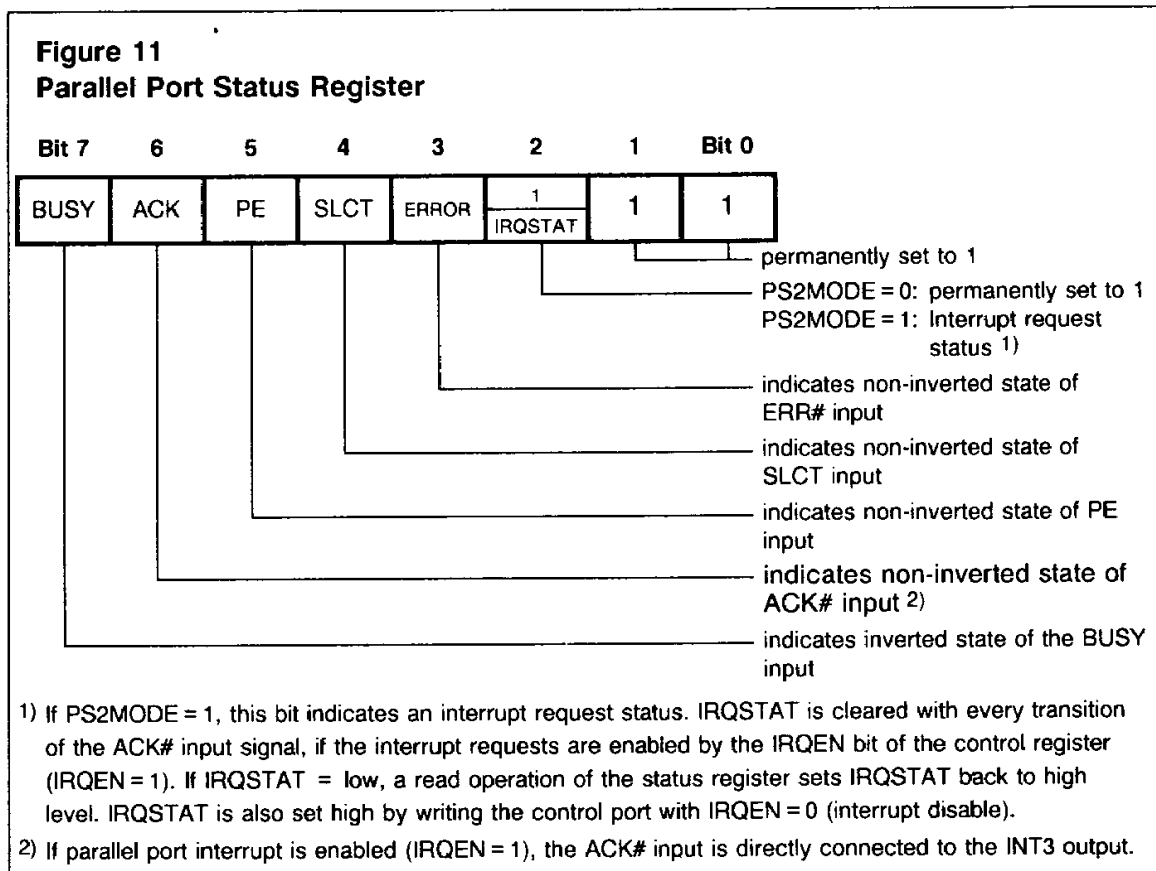 Figure 11
Parallel Port Status Register
Bit 7 6 5 4 3 2 1 Bit 0
BUSY ACK PE SLCT ERROR 1 IRQSTAT 1 1
permanently set to 1
PS2MODE = 0: permanently set to 1
PS2MODE = 1: Interrupt request
status 1)
indicates non-inverted state of
ERR# input
indicates non-inverted state of
SLCT input
indicates non-inverted state of PE
input
indicates non-inverted state of
ACK# input 2)
indicates inverted state of the BUSY
input
1) If PS2MODE = 1, this bit indicates an interrupt request status. IRQSTAT is cleared with every transition
of the ACK# input signal, if the interrupt requests are enabled by the IRQEN bit of the control register
(IRQEN = 1). If IRQSTAT = low, a read operation of the status register sets IRQSTAT back to high
level. IRQSTAT is also set high by writing the control port with IRQEN = 0 (interrupt disable).
2) If parallel port interrupt is enabled (IRQEN = 1), the ACK# input is directly connected to the INT3 output.